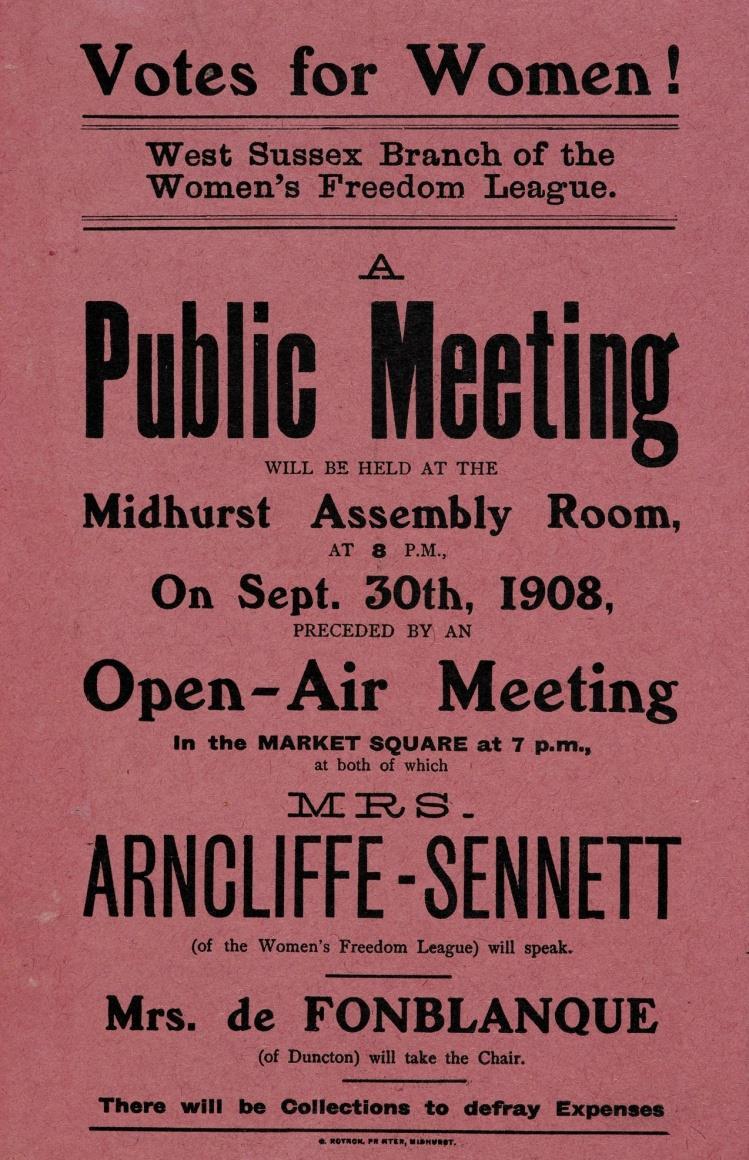 Votes for Women!
West Sussex Branch of the
Women's Freedom League.
A
Public Meeting
WILL BE HELD AT THE
Midhurst Assembly Room,
AT 8 P.M.,
On Sept. 30th, 1908,
PRECEDED BY AN
Open-Air Meeting
In the MARKET SQUARE at 7 p.m.,
at both of which
MRS.
ARNCLIFFE-SENNETT
(of the Women's Freedom League) will speak.
Mrs. de FONBLANQUE
(of Duncton) will take the Chair.
There will be Collections to defray Expenses
PRINTER, MIDHURST.